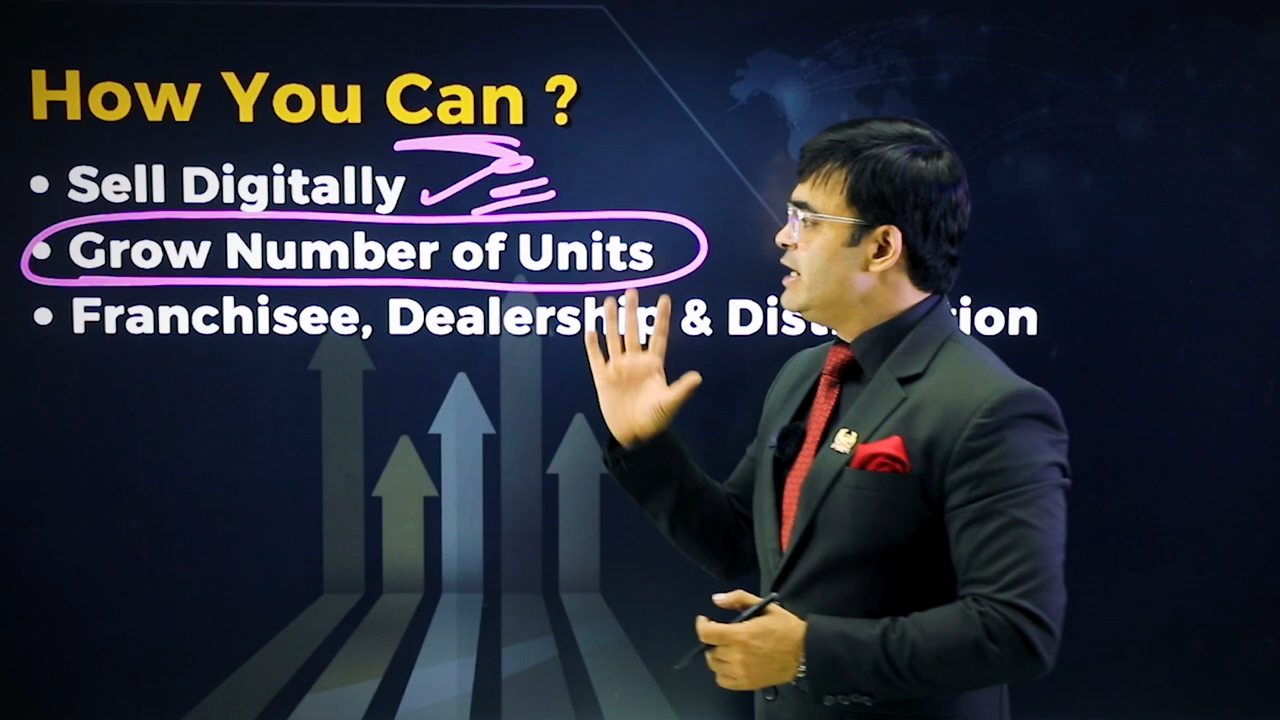 How You Can ?
• Sell Digitally
• Grow Number of Units
• Franchisee, Dealership &